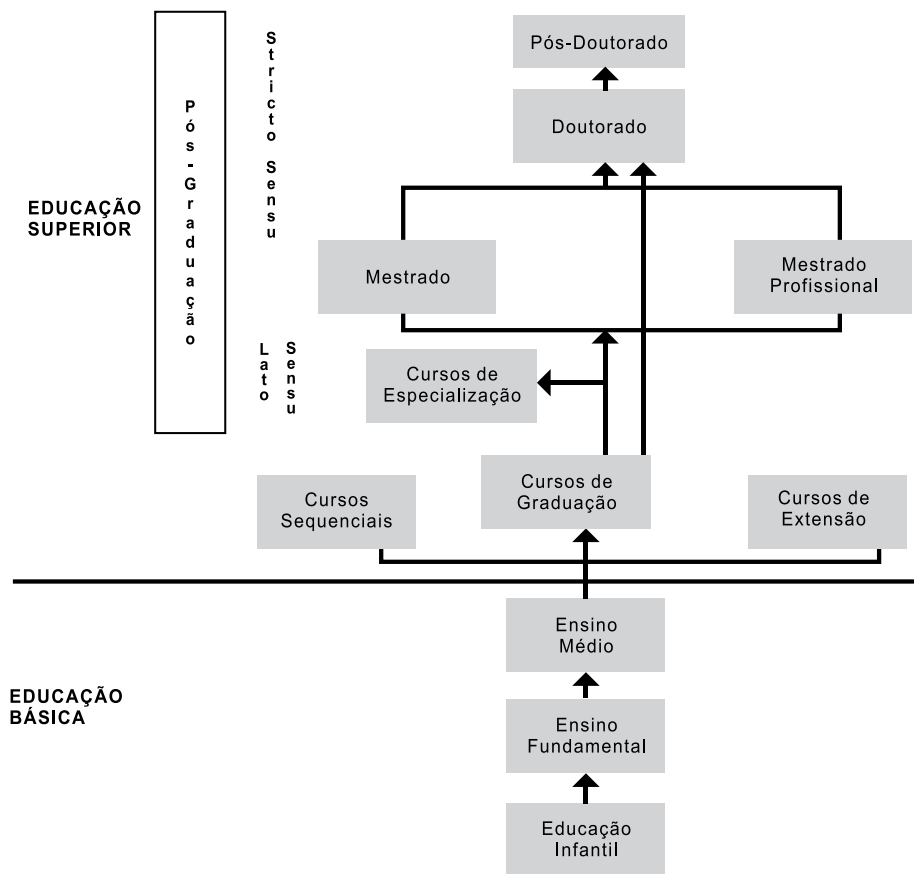 Pós-Doutorado
Doutorado
Stricto Sensu
Pós-Graduação
EDUCAÇÃO
SUPERIOR
Mestrado
Mestrado
Profissional
Lato
Sensu
Cursos de
Especialização
Cursos de
Graduação
Cursos
Sequenciais
Cursos de
Extensão
Ensino
Médio
EDUCAÇÃO
BÁSICA
Ensino
Fundamental
Educação
Infantil